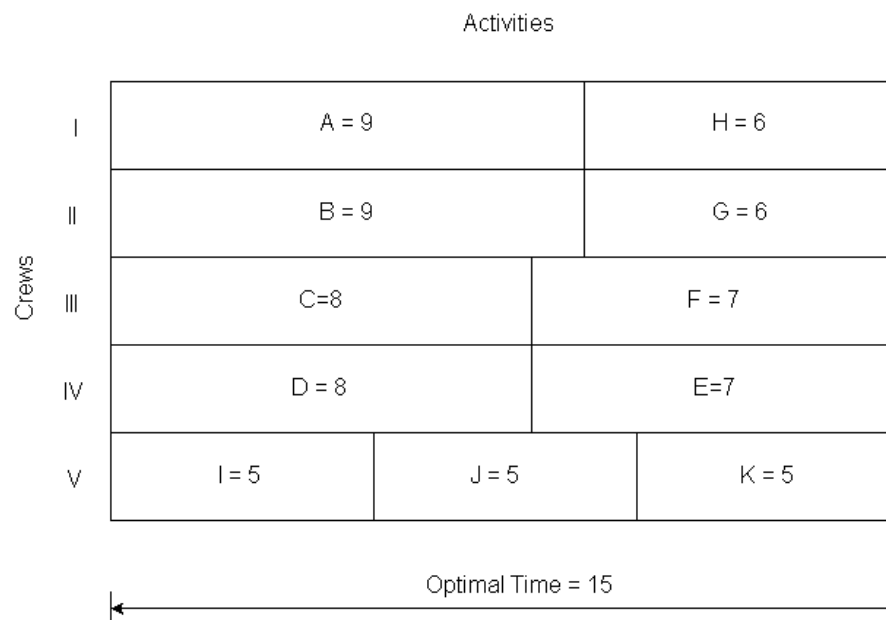 Activities
I
A = 9
H = 6
II
B = 9
G = 6
Crews
III
C=8
F = 7
IV
D = 8
E=7
V
I = 5
J = 5
K = 5
Optimal Time = 15